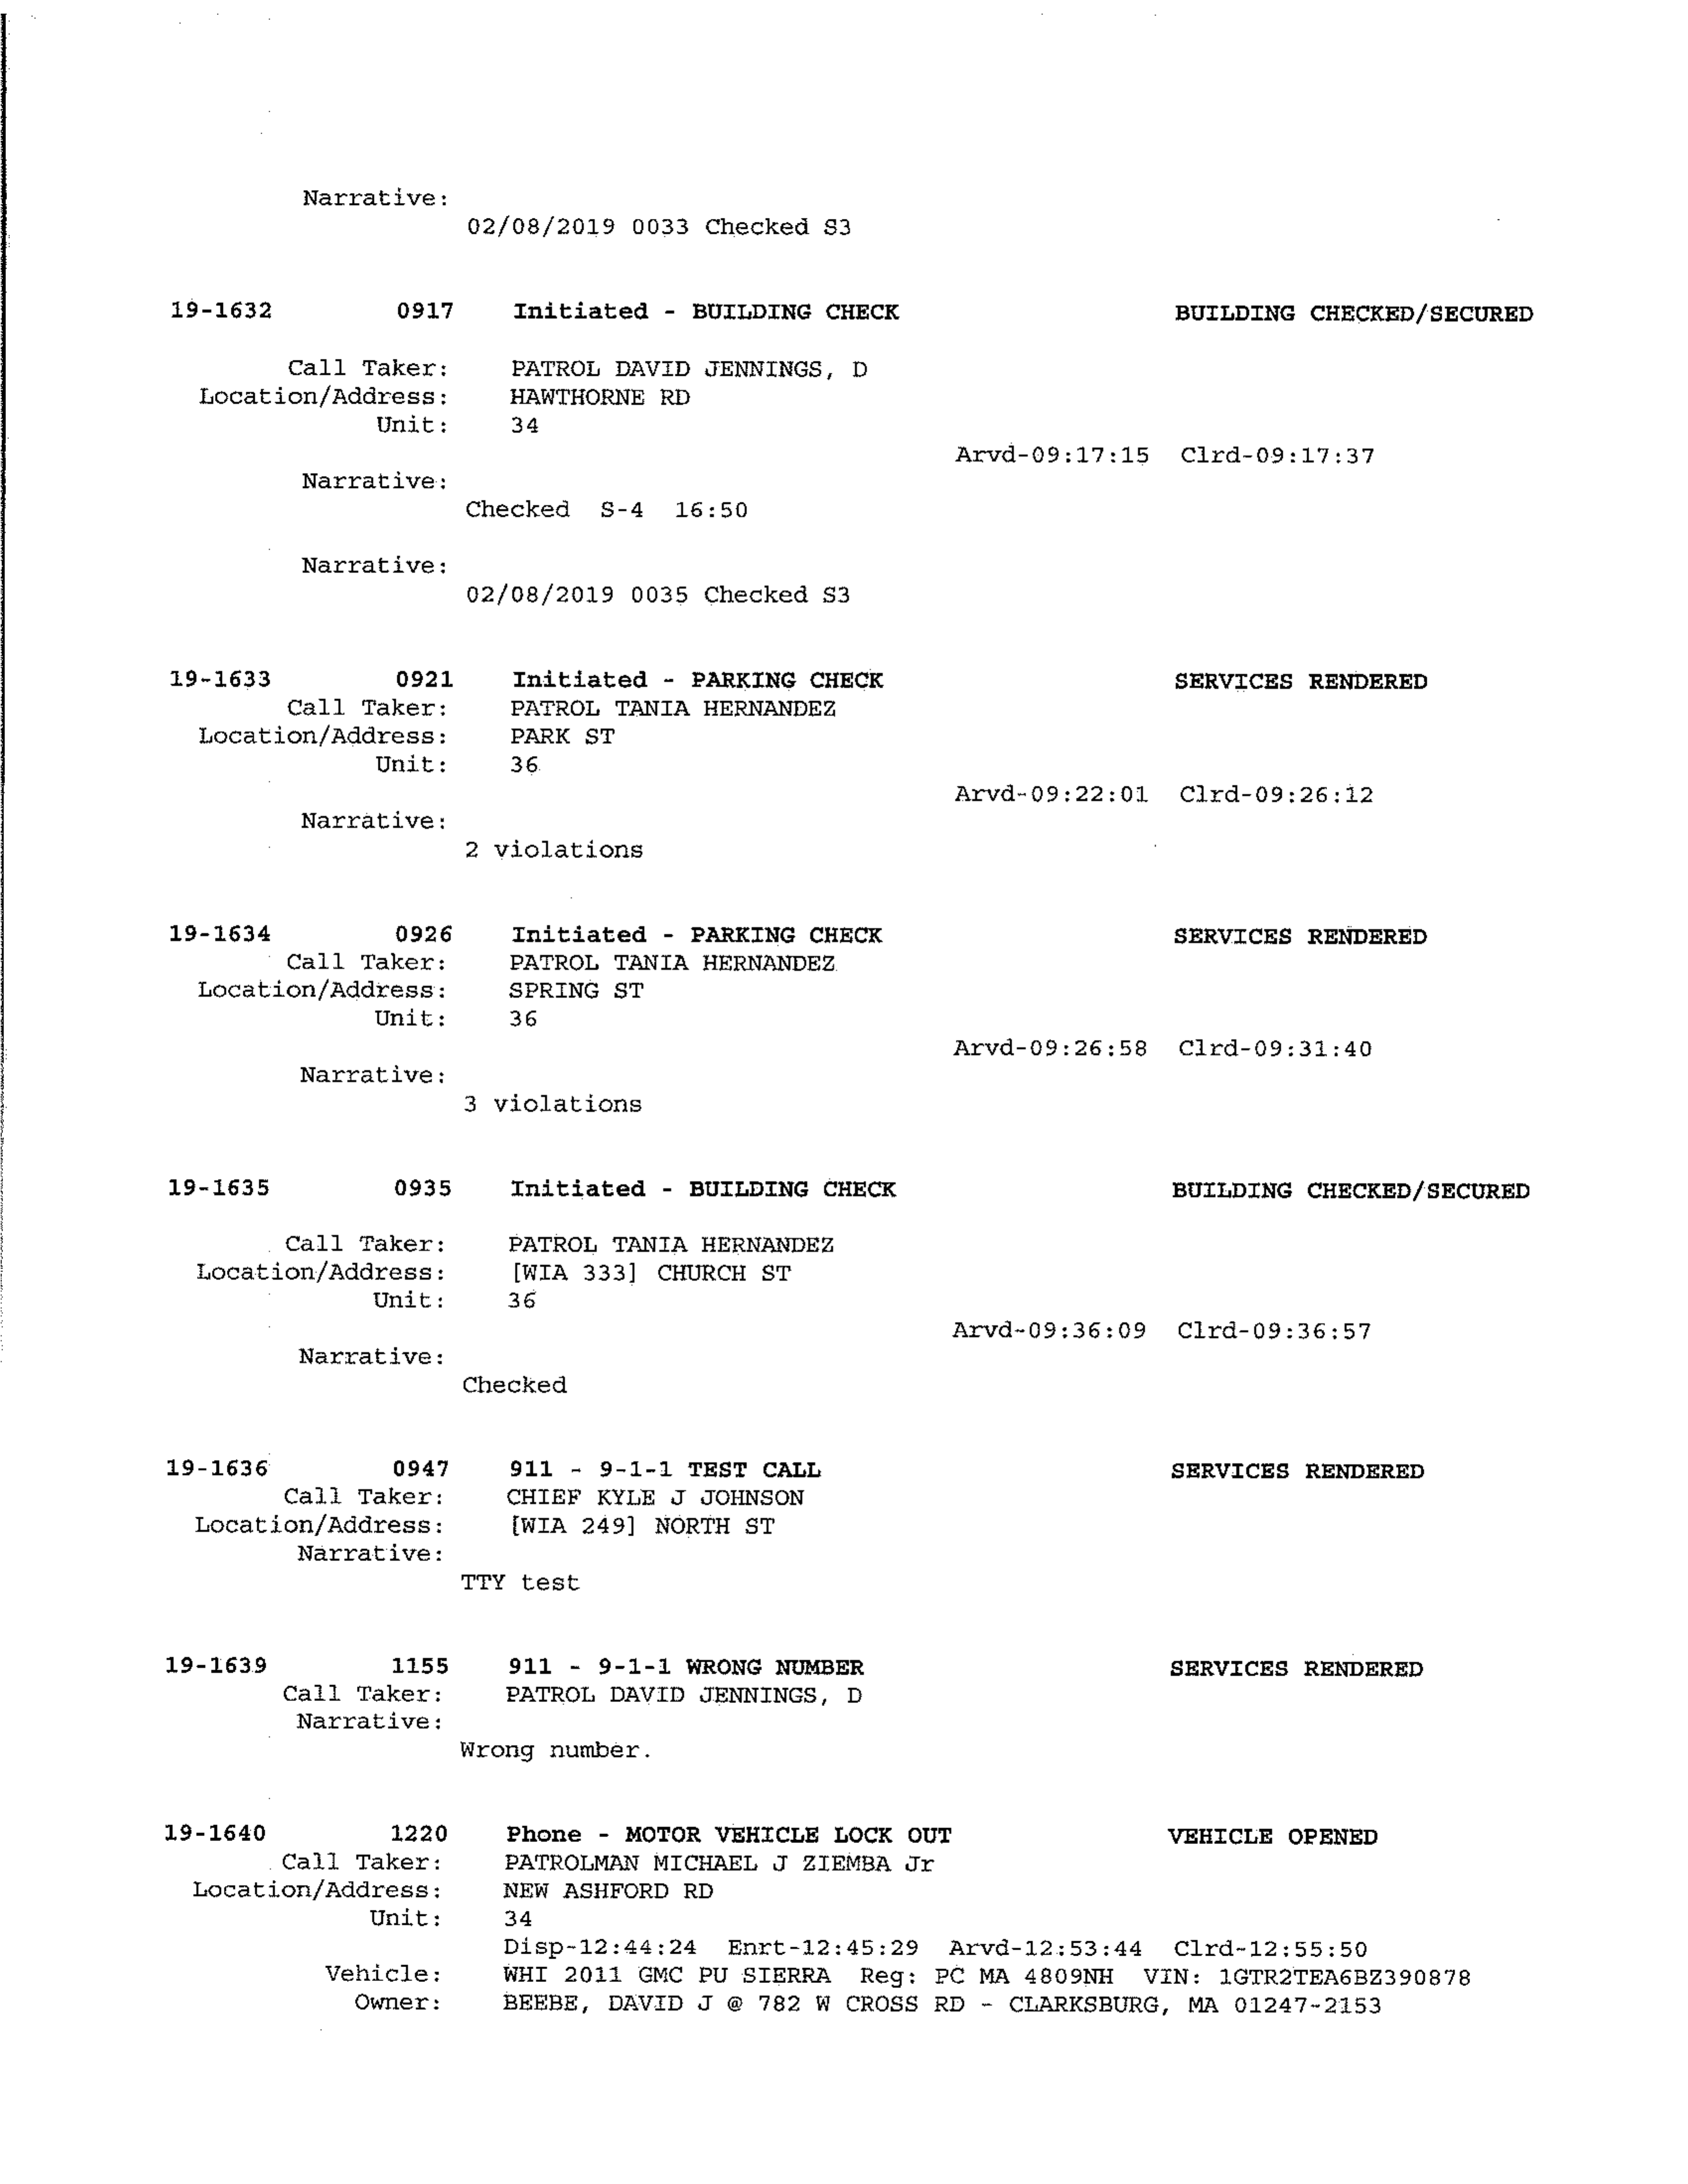 Narrative:
02/08/2019 0033 Checked S3
19-1632 0917 Initiated - BUILDING CHECK BUILDING CHECKED/SECURED
Call Taker: PATROL DAVID JENNINGS, D
Location/Address: HAWTHORNE RD
Unit: 34
Arvd-09:17:15 Clrd-09:17:37
Narrative:
Checked S-4 16:50
Narrative:
02/08/2019 0035 Checked S3
19-1633 0921 Initiated - PARKING CHECK SERVICES RENDERED
Call Taker: PATROL TANIA HERNANDEZ
Location/Address: PARK ST
Unit: 36
Arvd-09:22:01 Clrd-09:26:12
Narrative:
2 violations
19-1634 0926 Initiated - PARKING CHECK SERVICES RENDERED
Call Taker: PATROL TANIA HERNANDEZ
Location/Address: SPRING ST
Unit: 36
Arvd-09:26:58 Clrd-09:31:40
Narrative:
3 violations
19-1635 0935 Initiated - BUILDING CHECK BUILDING CHECKED/SECURED
Call Taker: PATROL TANIA HERNANDEZ
Location/Address: [WIA 333] CHURCH ST
Unit: 36
Arvd-09:36:09 Clrd-09:36:57
Narrative:
Checked
19-1636 0947 911 - 9-1-1 TEST CALL SERVICES RENDERED
Call Taker: CHIEF KYLE J JOHNSON
Location/Address: [WIA 249] NORTH ST
Narrative:
TTY test
19-1639 1155 911 - 9-1-1 WRONG NUMBER SERVICES RENDERED
Call Taker: PATROL DAVID JENNINGS, D
Narrative:
Wrong number.
19-1640 1220 Phone - MOTOR VEHICLE LOCK OUT VEHICLE OPENED
Call Taker: PATROLMAN MICHAEL J ZIEMBA Jr
Location/Address: NEW ASHFORD RD
Unit: 34
Disp-12:44:24 Enrt-12:45:29 Arvd-12:53:44 Clrd-12:55:50
Vehicle: WHI 2011 GMC PU SIERRA Reg: PC MA 4809NH VIN: 1GTR2TEA6BZ390878
Owner: BEEBE, DAVID J @ 782 W CROSS RD - CLARKSBURG, MA 01247-2153